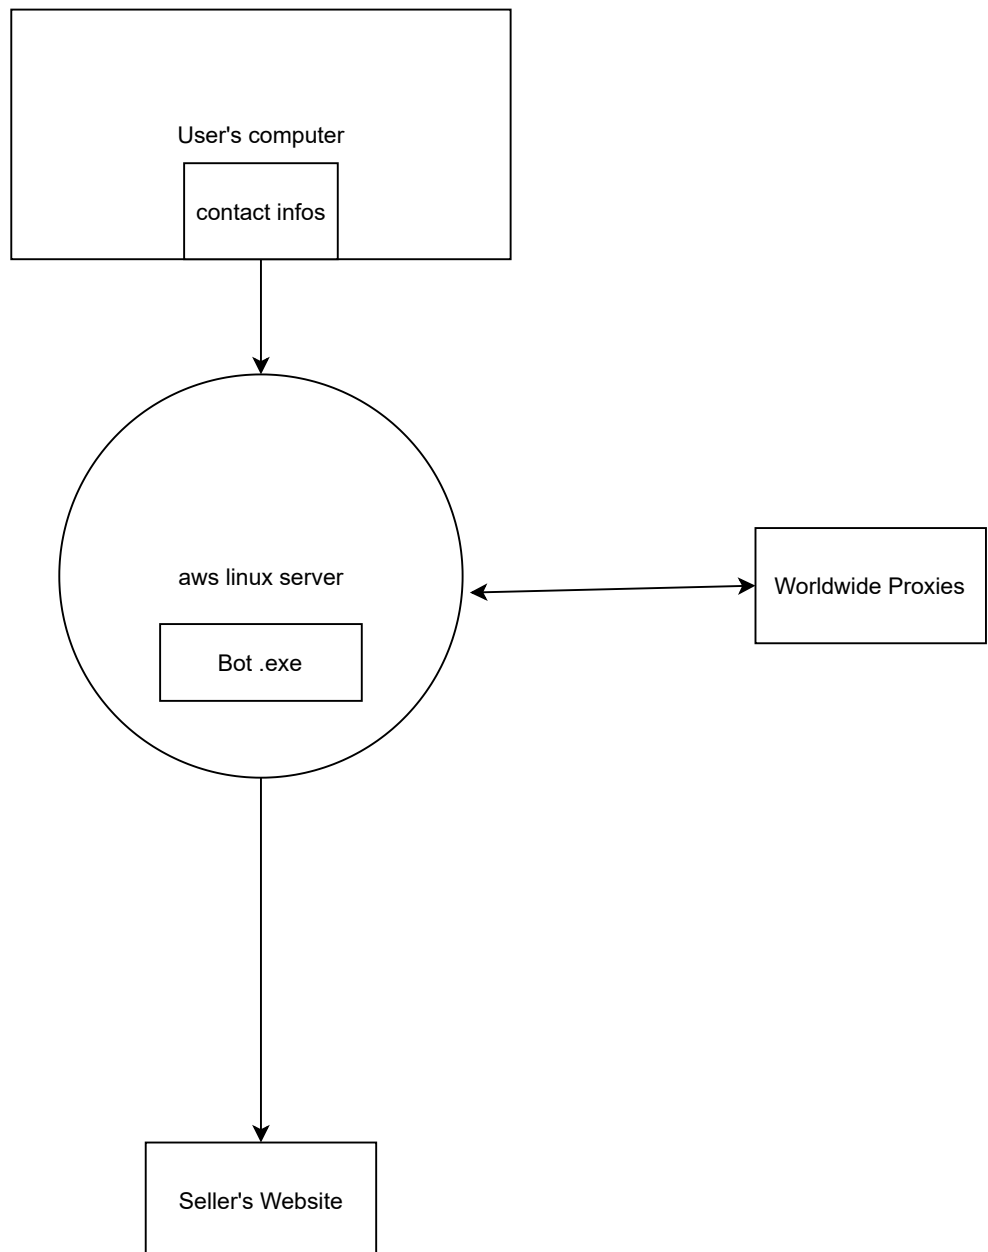 User's computer
contact infos
aws linux server
Worldwide Proxies
Bot .exe
Seller's Website